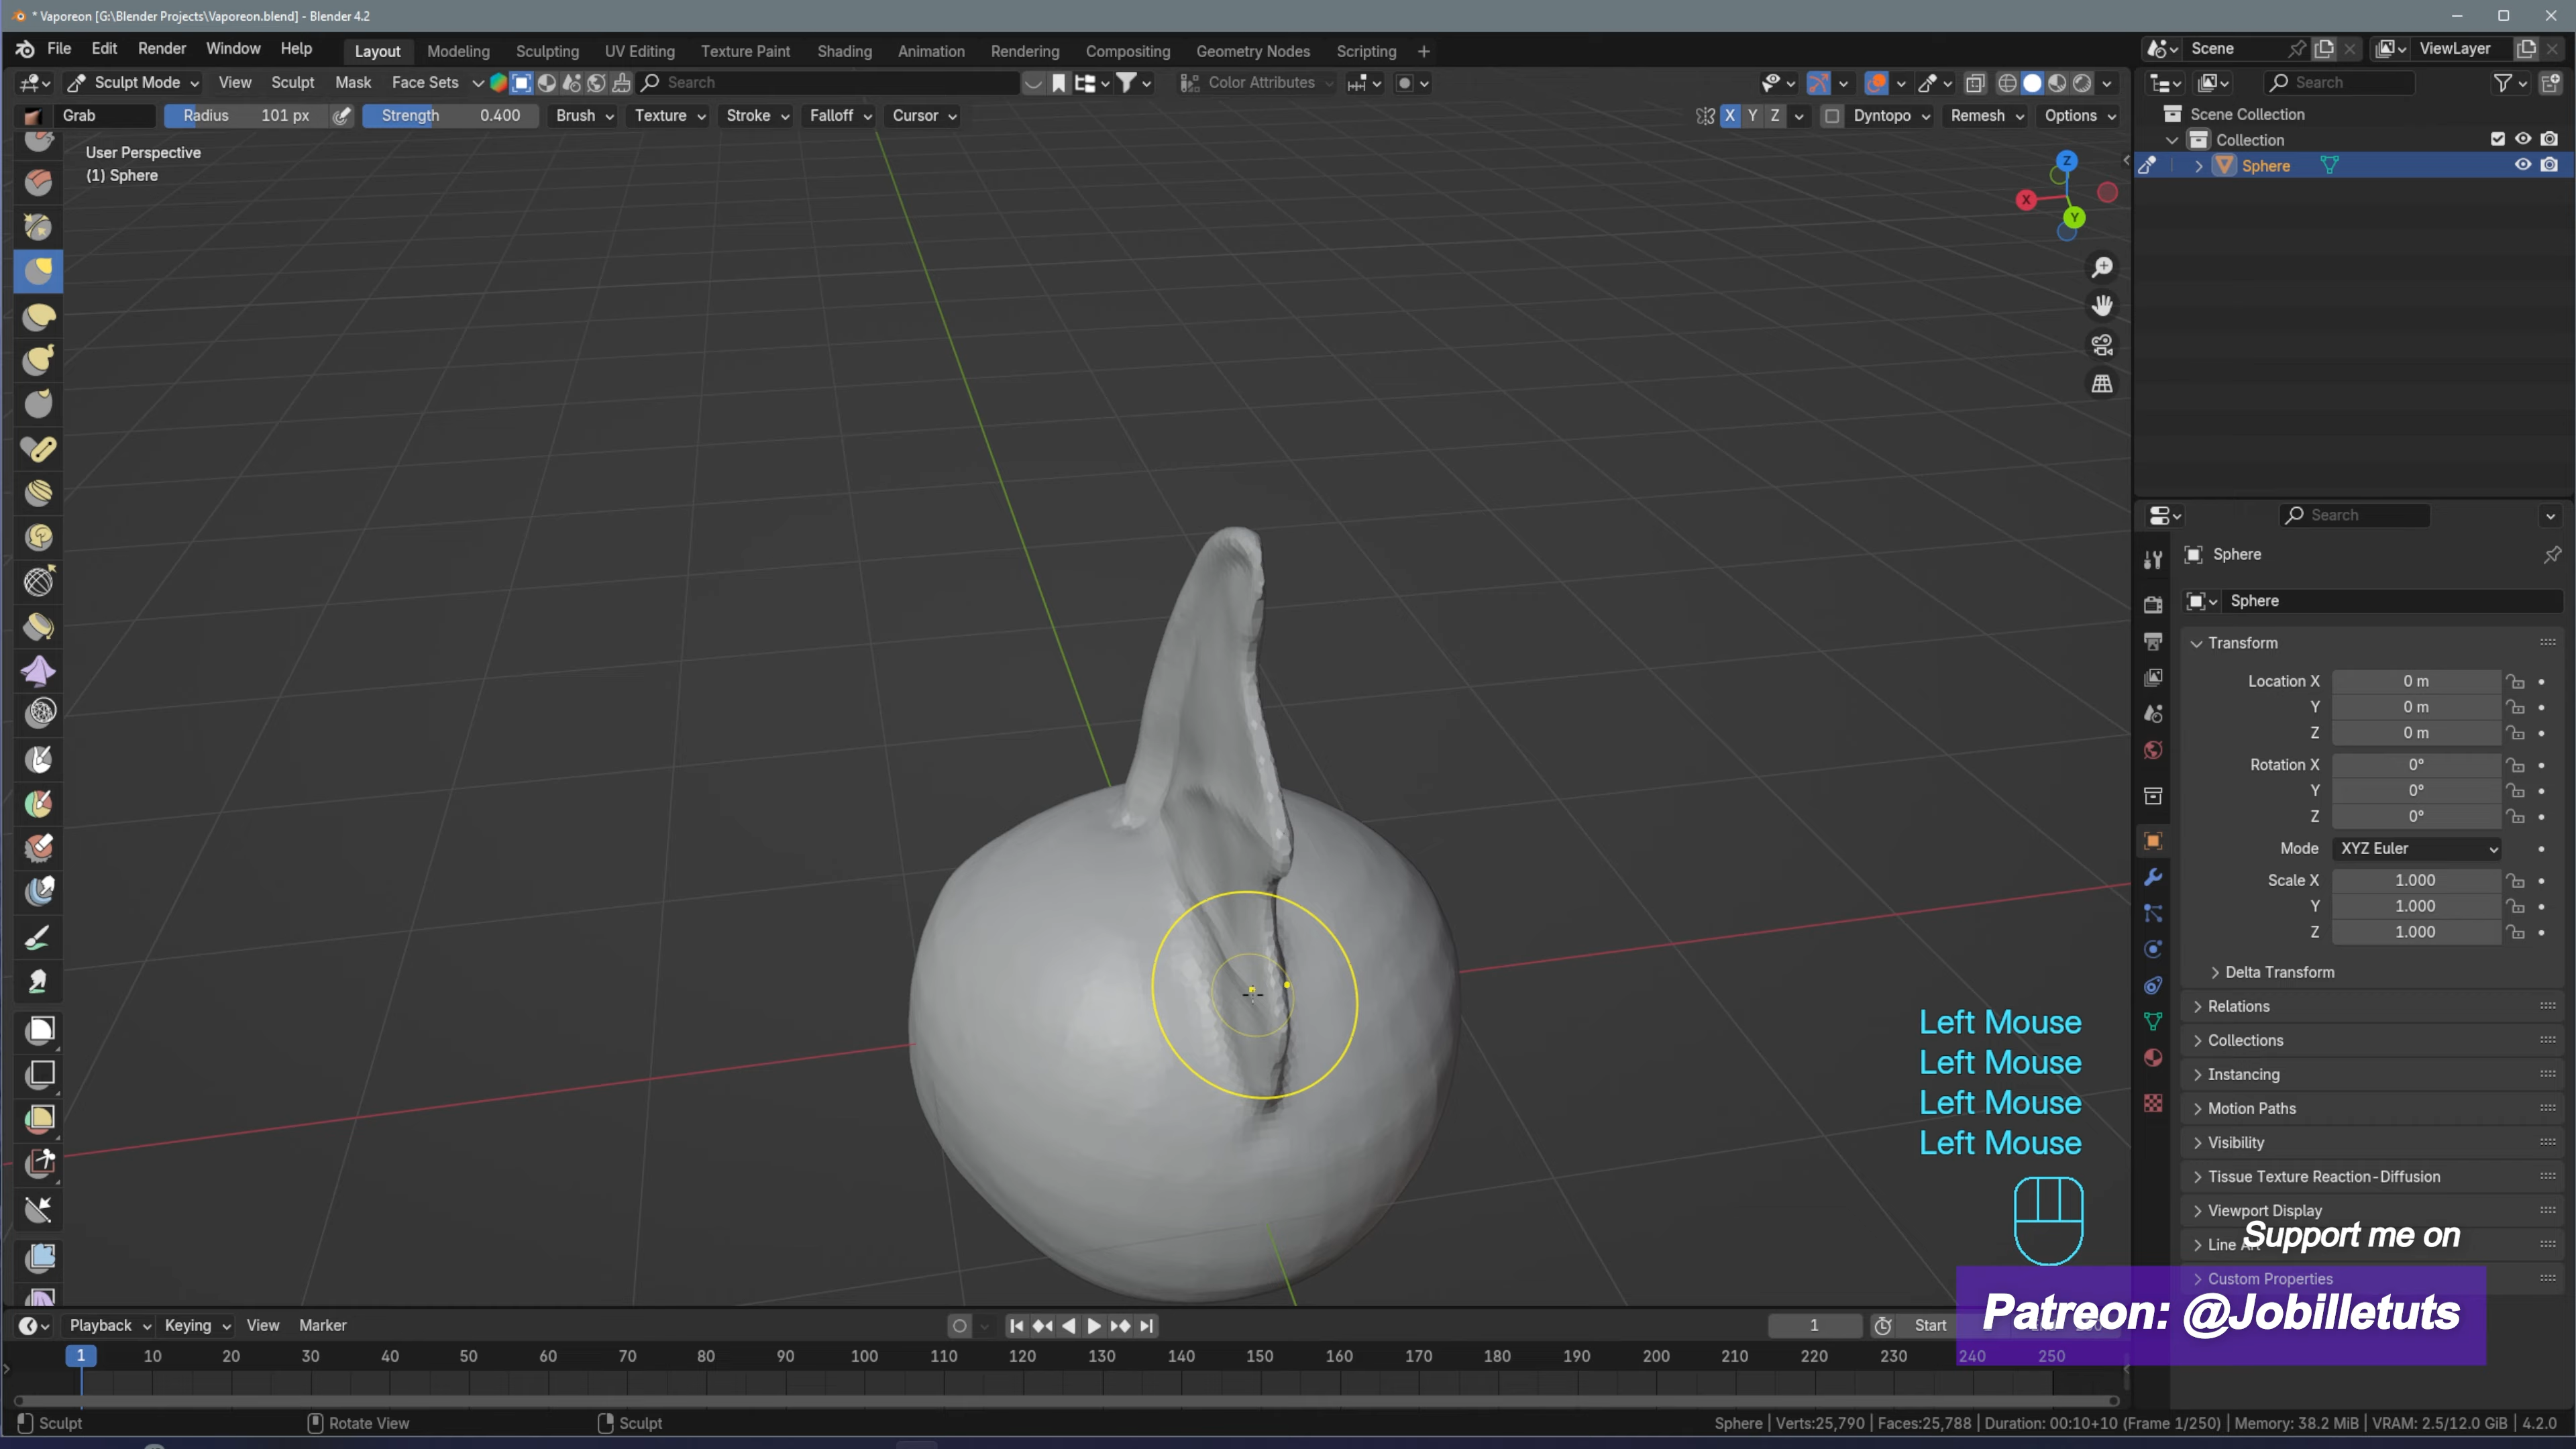 * Vaporeon [G:\Blender Projects\Vaporeon.blend] - Blender 4.2
File Edit Render Window Help Layout Modeling Sculpting UV Editing Texture Paint Shading Animation Rendering Compositing Geometry Nodes Scripting + Scene ViewLayer
Sculpt Mode View Sculpt Mask Face Sets Search Color Attributes Search
Grab Radius 101 px Strength 0.400 Brush Texture Stroke Falloff Cursor X Y Z Dyntopo Remesh Options
Scene Collection
Collection
Sphere
User Perspective
(1) Sphere
Z
X
Y
Search
Sphere
Sphere
Transform
Location X 0 m
Y 0 m
Z 0 m
Rotation X 0°
Y 0°
Z 0°
Mode XYZ Euler
Scale X 1.000
Y 1.000
Z 1.000
Delta Transform
Relations
Collections
Instancing
Motion Paths
Visibility
Tissue Texture Reaction-Diffusion
Viewport Display
Line
Custom Properties
Left Mouse
Left Mouse
Left Mouse
Left Mouse
Support me on
Patreon: @Jobilletuts
Playback Keying View Marker 1 Start
1 10 20 30 40 50 60 70 80 90 100 110 120 130 140 150 160 170 180 190 200 210 220 230 240 250
Sculpt Rotate View Sculpt Sphere | Verts:25,790 | Faces:25,788 | Duration: 00:10+10 (Frame 1/250) | Memory: 38.2 MiB | VRAM: 2.5/12.0 GiB | 4.2.0